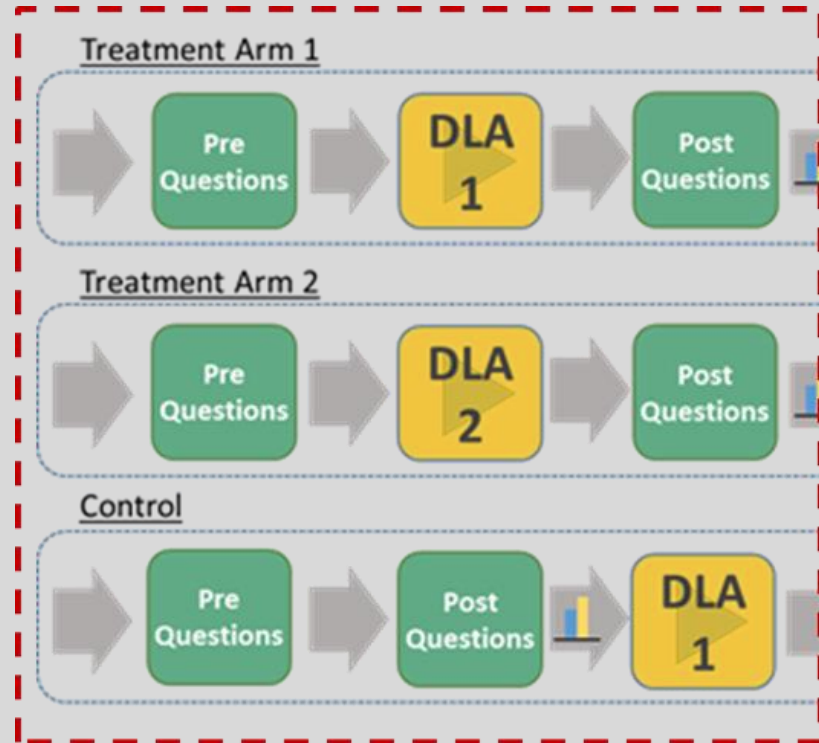 Treatment Arm 1
Pre
Questions
DLA
1
Post
Questions
Treatment Arm 2
Pre
Questions
DLA
2
Post
Questions
Control
Pre
Questions
Post
Questions
DLA
1